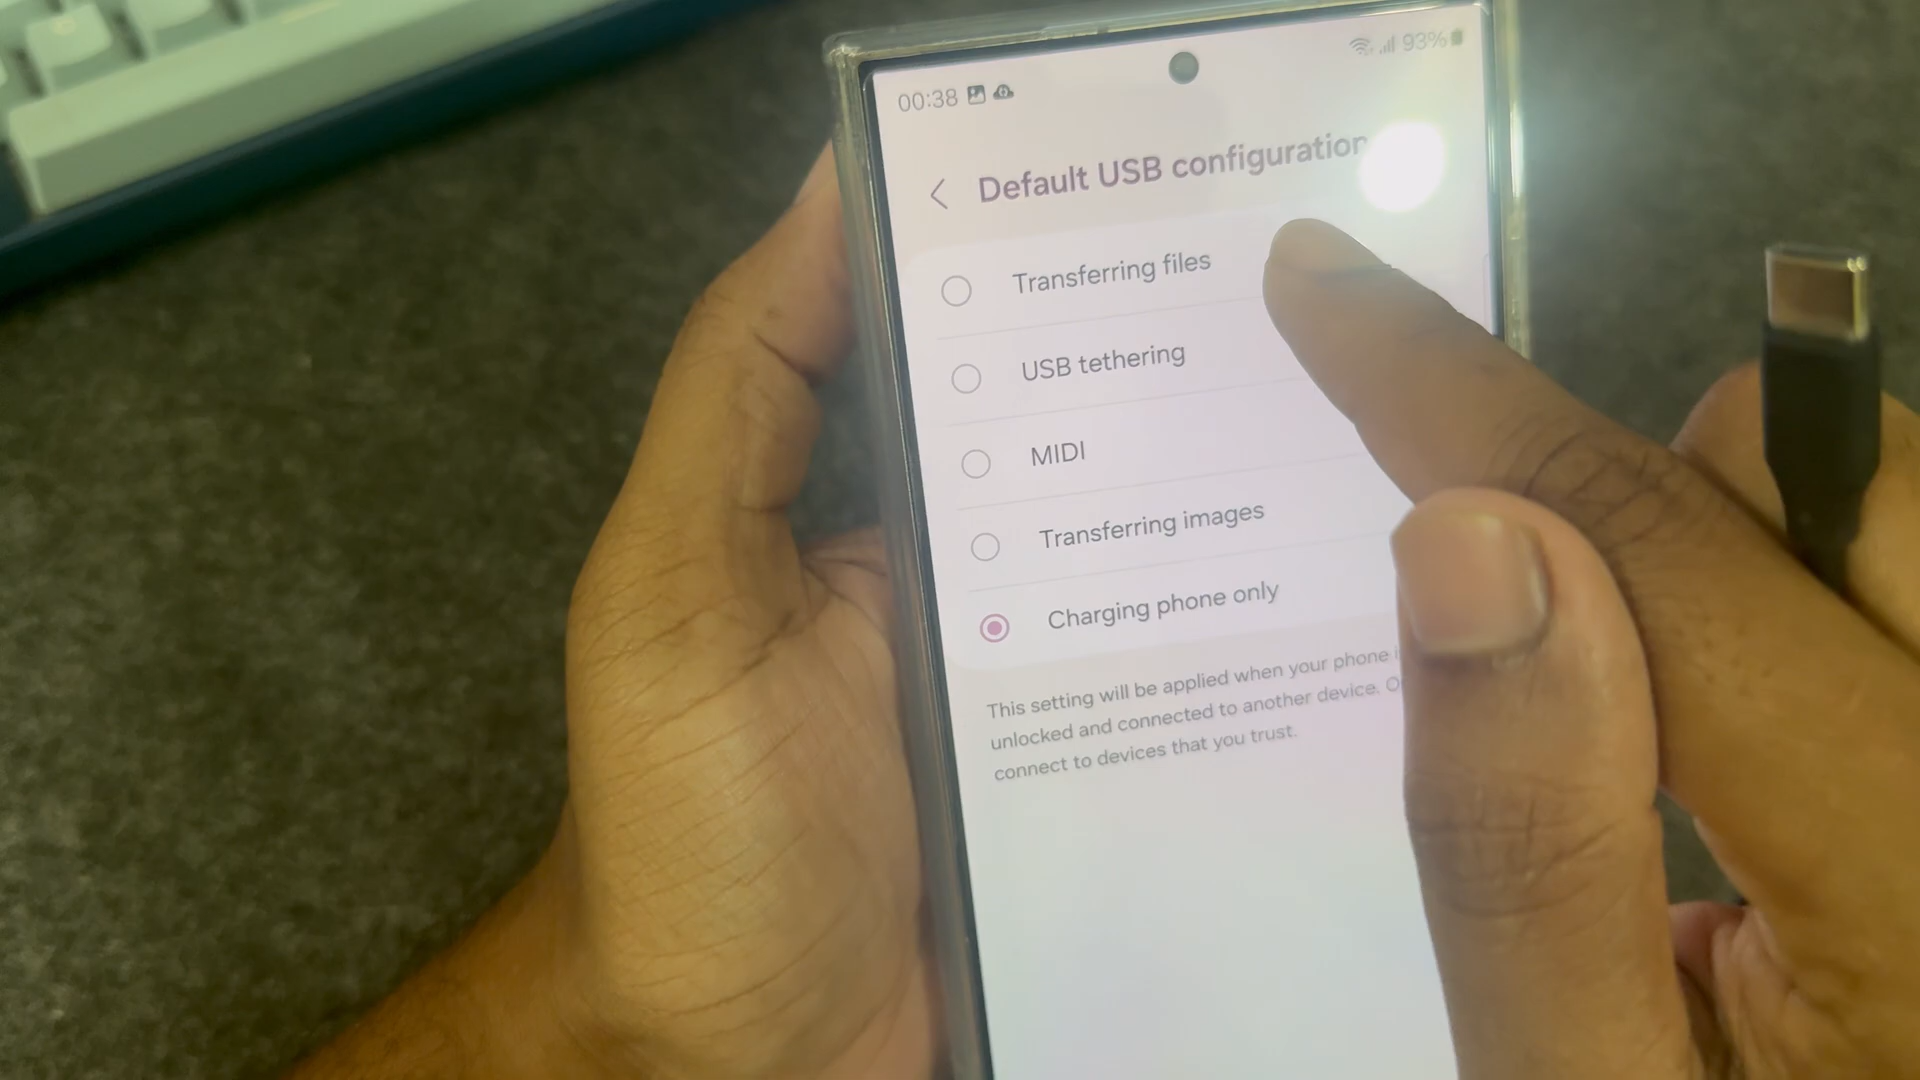 00:38 93%
Default USB configuration
Transferring files
USB tethering
MIDI
Transferring images
Charging phone only
This setting will be applied when your phone
unlocked and connected to another device.
connect to devices that you trust.